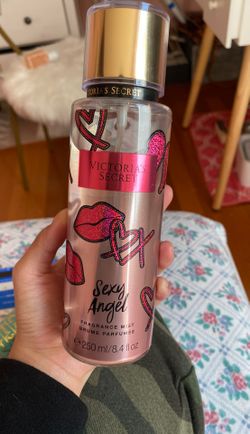 VICTORIA'S SECRET
VICTORIA'S
SECRET
Sexy
Angel
FRAGRANCE MIST
BRUME PARFUMÉE
e 250 ml/8.4 fl oz